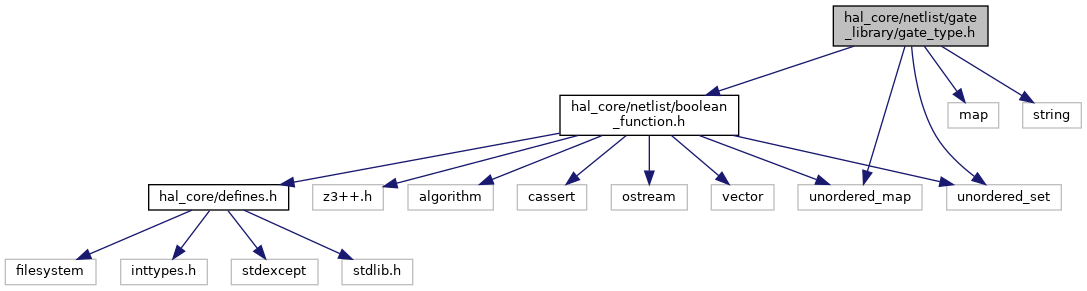 hal_core/netlist/gate
_library/gate_type.h
hal_core/netlist/boolean
_function.h
map
string
hal_core/defines.h
z3++.h
algorithm
cassert
ostream
vector
unordered_map
unordered_set
filesystem
inttypes.h
stdexcept
stdlib.h